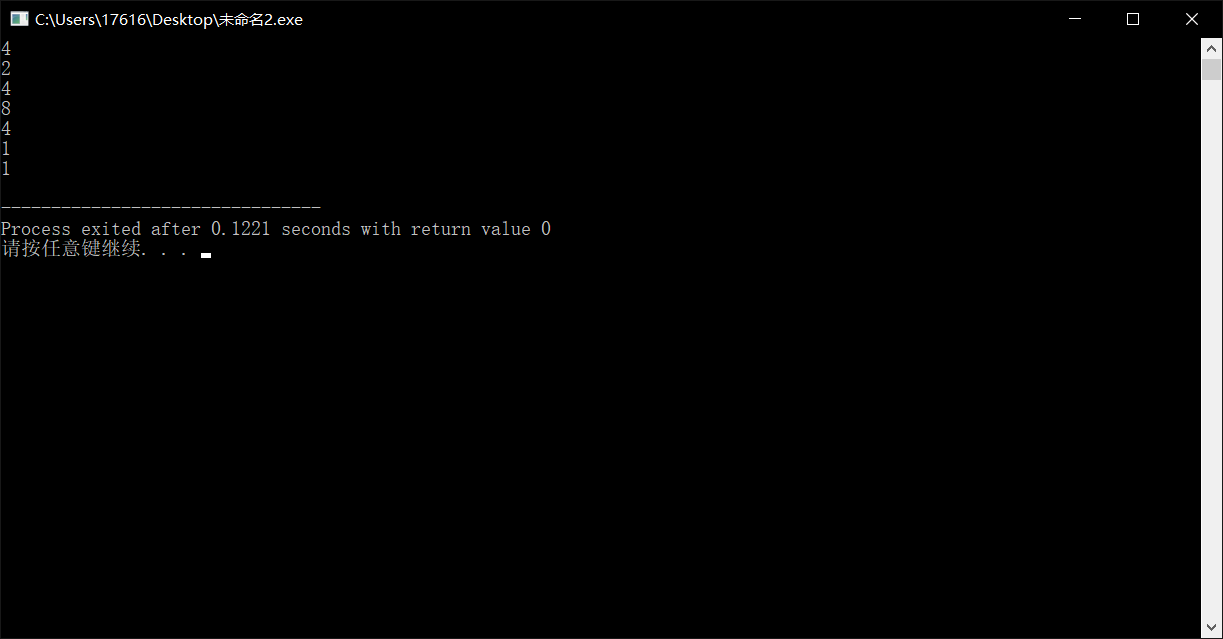 C:\Users\17616\Desktop\未命名2.exe
4
2
4
8
4
1
1
--------------------------------
Process exited after 0.1221 seconds with return value 0
请按任意键继续. . .